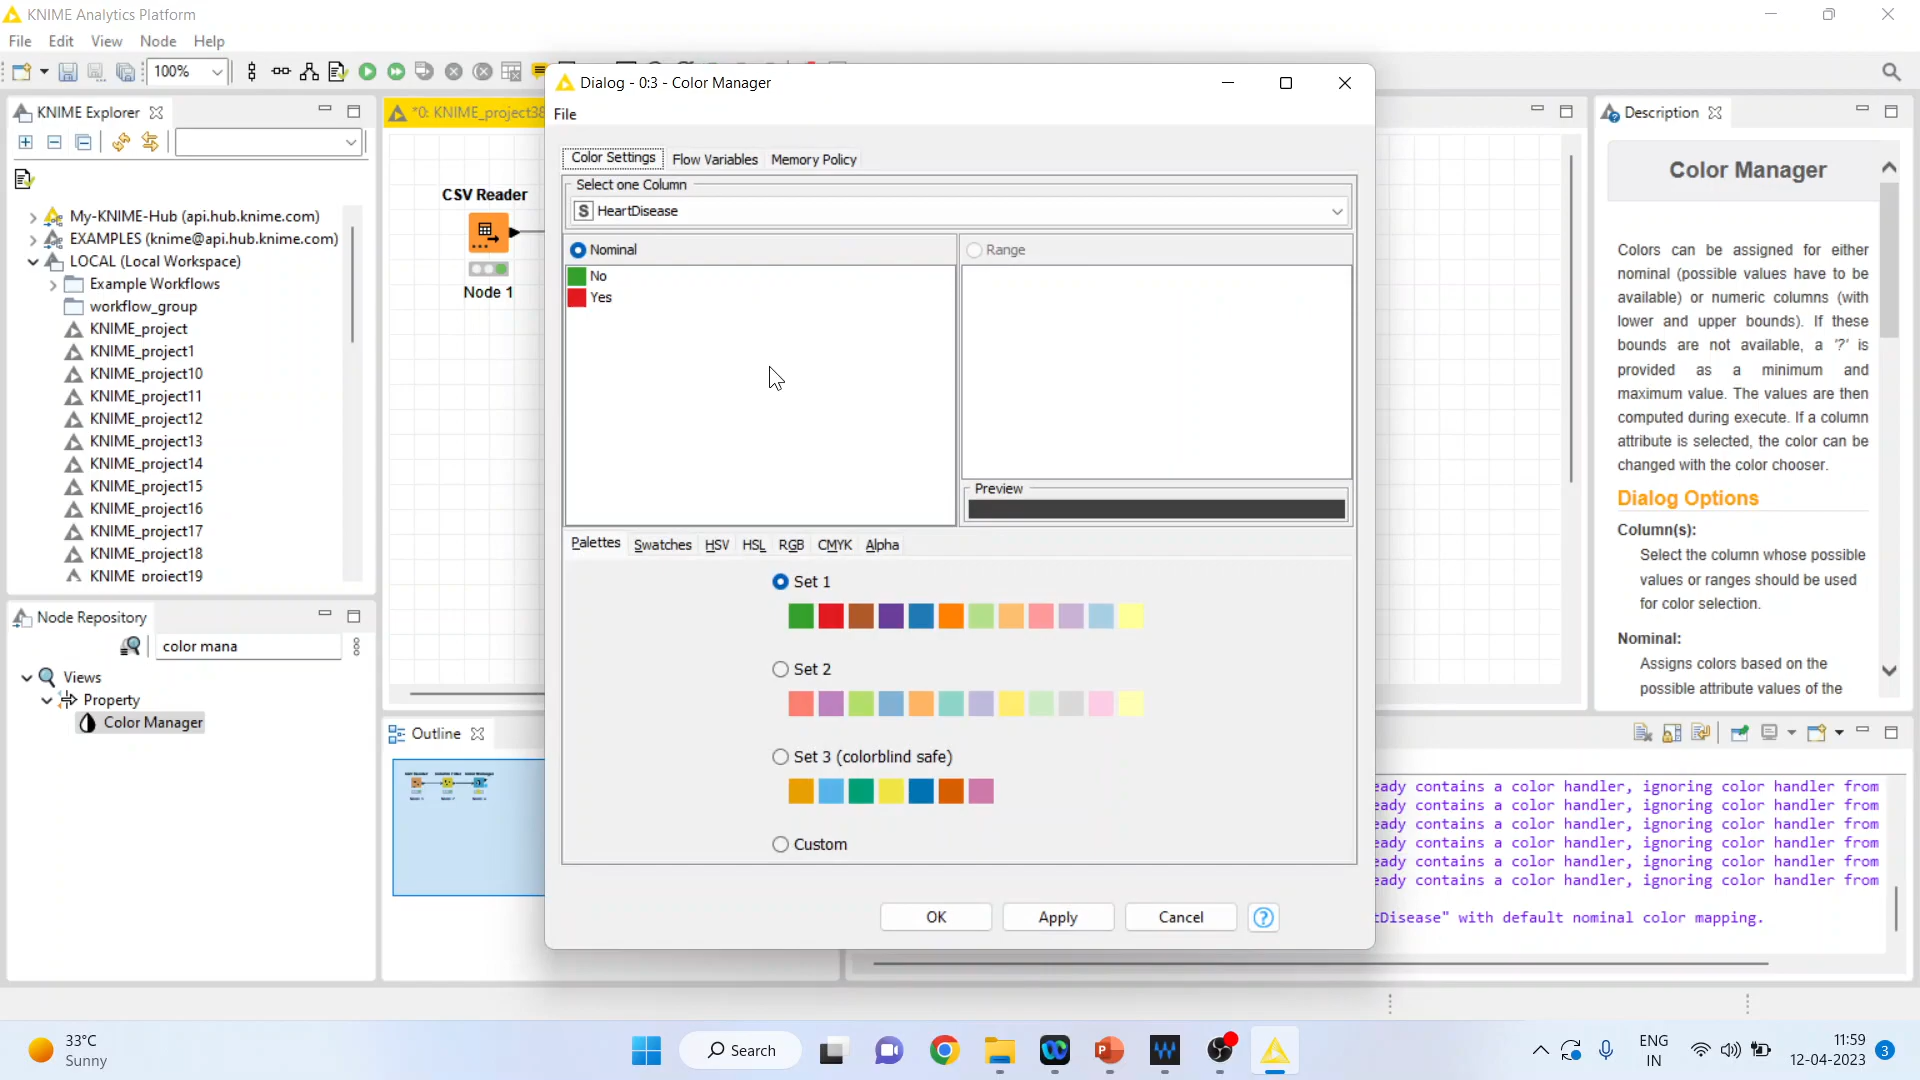 KNIME Analytics Platform
File Edit View Node Help
100%
KNIME Explorer
My-KNIME-Hub (api.hub.knime.com)
EXAMPLES (knime@api.hub.knime.com)
LOCAL (Local Workspace)
Example Workflows
workflow_group
KNIME_project
KNIME_project1
KNIME_project10
KNIME_project11
KNIME_project12
KNIME_project13
KNIME_project14
KNIME_project15
KNIME_project16
KNIME_project17
KNIME_project18
KNIME_project19
Node Repository
color mana
Views
Property
Color Manager
*0: KNIME_project38
CSV Reader
Node 1
Outline
Dialog - 0:3 - Color Manager
File
Color Settings Flow Variables Memory Policy
Select one Column
S HeartDisease
Nominal
No
Yes
Range
Preview
Palettes Swatches HSV HSL RGB CMYK Alpha
Set 1
Set 2
Set 3 (colorblind safe)
Custom
OK Apply Cancel ?
Description
Color Manager
Colors can be assigned for either
nominal (possible values have to be
available) or numeric columns (with
lower and upper bounds). If these
bounds are not available, a '?' is
provided as a minimum and
maximum value. The values are then
computed during execute. If a column
attribute is selected, the color can be
changed with the color chooser.
Dialog Options
Column(s):
Select the column whose possible
values or ranges should be used
for color selection.
Nominal:
Assigns colors based on the
possible attribute values of the
eady contains a color handler, ignoring color handler from
eady contains a color handler, ignoring color handler from
eady contains a color handler, ignoring color handler from
eady contains a color handler, ignoring color handler from
eady contains a color handler, ignoring color handler from
eady contains a color handler, ignoring color handler from
tDisease" with default nominal color mapping.
33°C
Sunny
Search
ENG
IN
11:59
12-04-2023
3